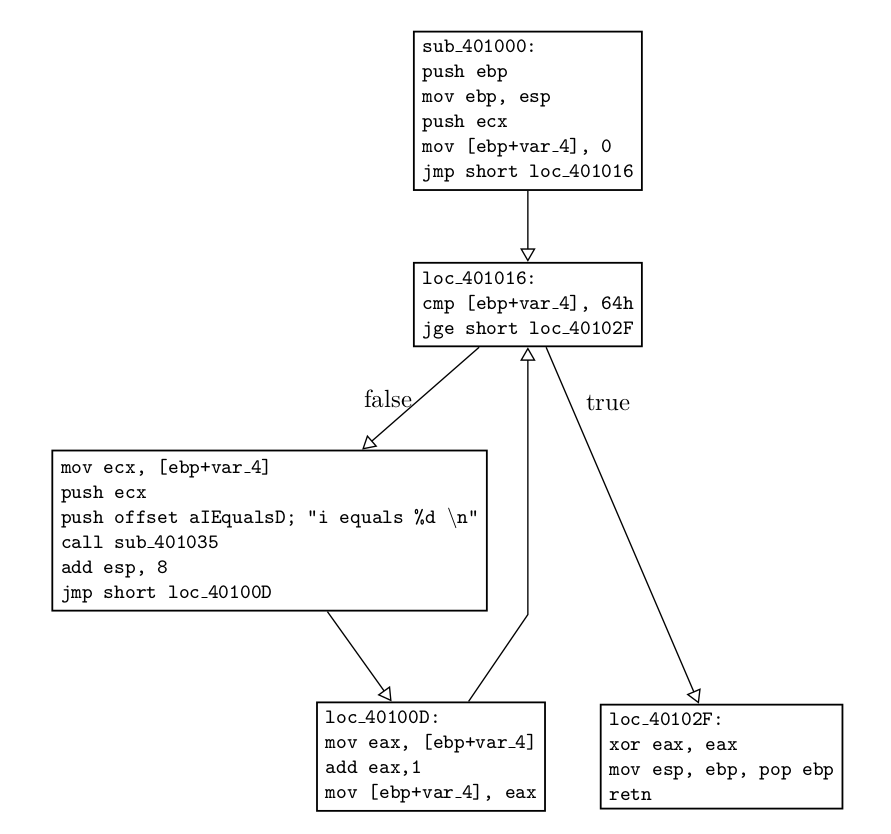 sub_401000:
push ebp
mov ebp, esp
push ecx
mov [ebp+var_4], 0
jmp short loc_401016
loc_401016:
cmp [ebp+var_4], 64h
jge short loc_40102F
false
true
mov ecx, [ebp+var_4]
push ecx
push offset aIEqualsD; "i equals %d \n"
call sub_401035
add esp, 8
jmp short loc_40100D
loc_40100D:
mov eax, [ebp+var_4]
add eax,1
mov [ebp+var_4], eax
loc_40102F:
xor eax, eax
mov esp, ebp, pop ebp
retn